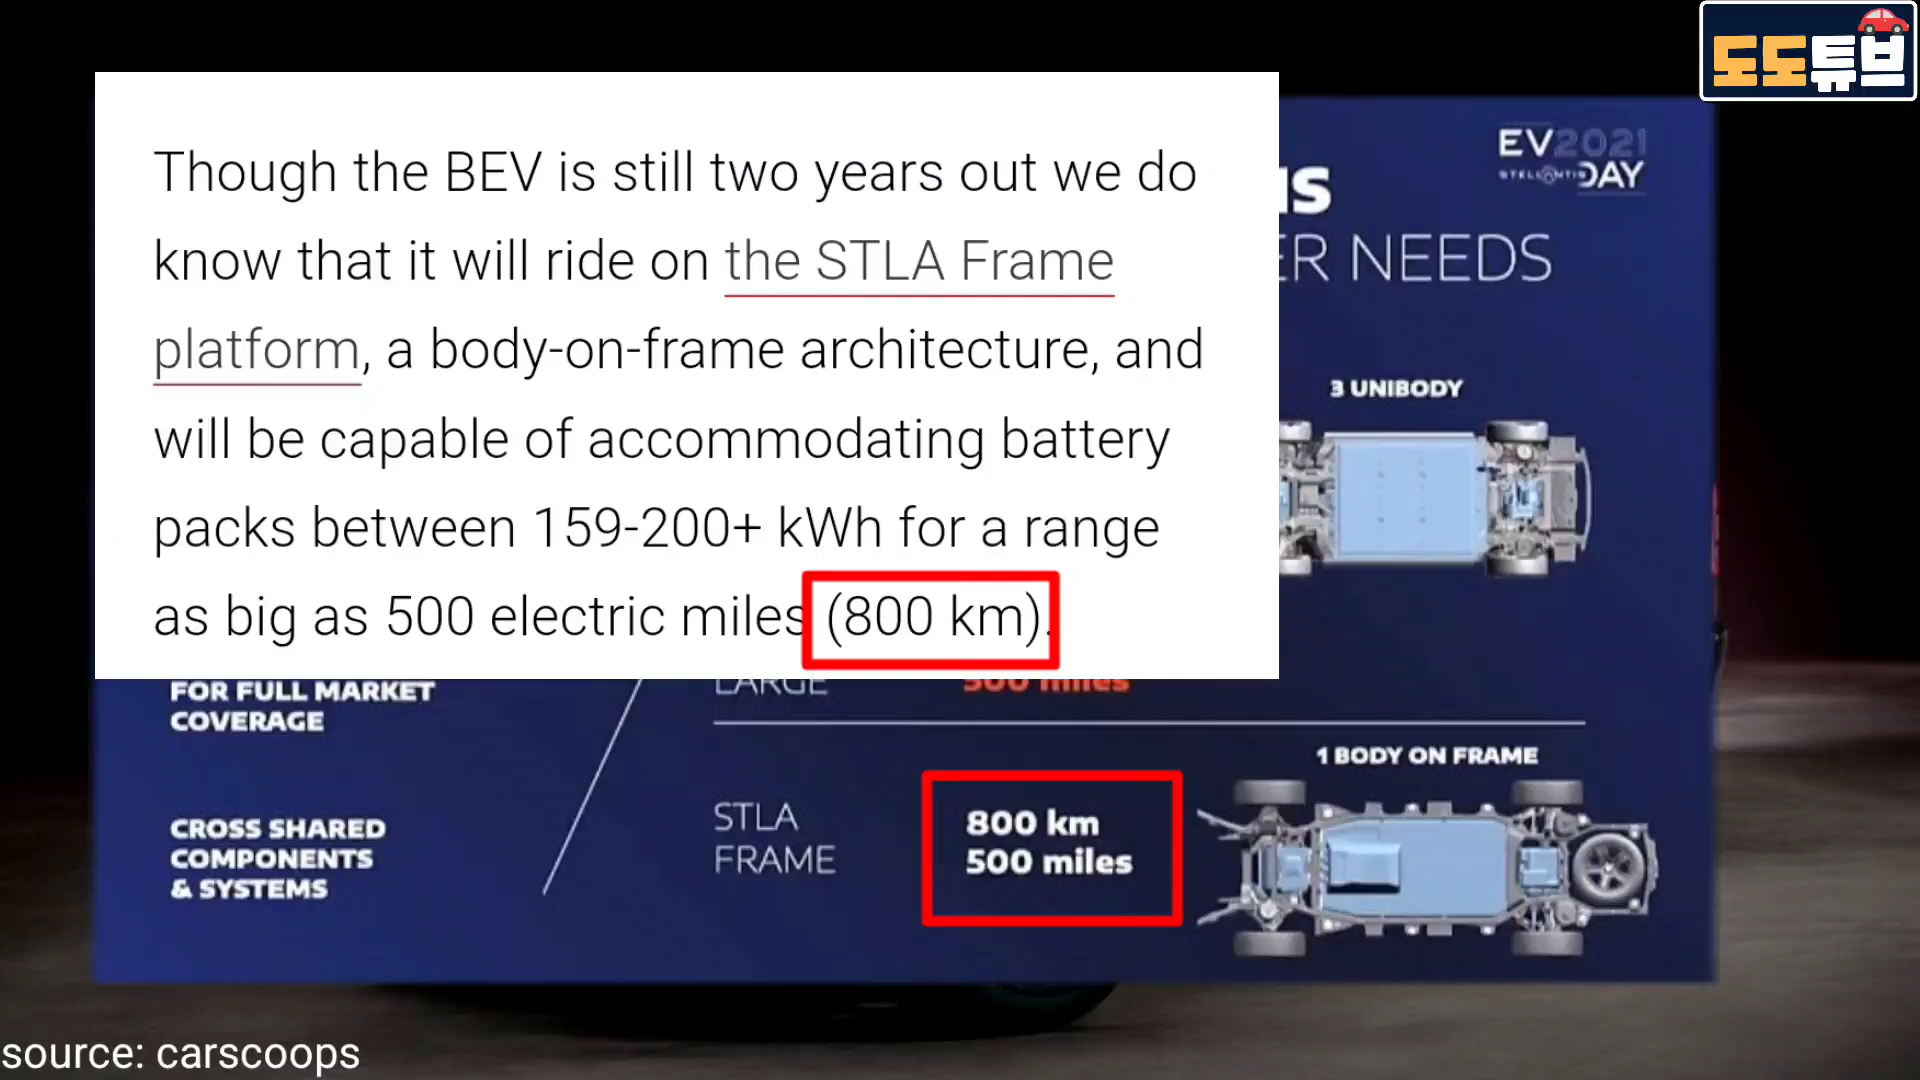 도도튜브
Though the BEV is still two years out we do
know that it will ride on the STLA Frame
platform, a body-on-frame architecture, and
will be capable of accommodating battery
packs between 159-200+ kWh for a range
as big as 500 electric miles (800 km).
EV2021
STELLANTIS DAY
ER NEEDS
3 UNIBODY
FOR FULL MARKET
COVERAGE
LARGE
500 miles
1 BODY ON FRAME
CROSS SHARED
COMPONENTS
& SYSTEMS
STLA
FRAME
800 km
500 miles
source: carscoops